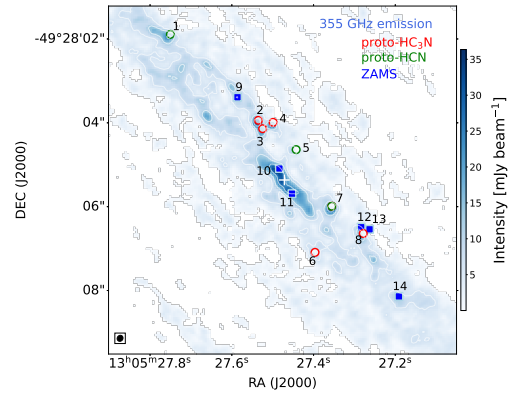 355 GHz emission
proto-HC₃N
proto-HCN
ZAMS
1
9
2
4
3
5
10
11
7
12
13
8
6
14
-49°28'02"
04"
06"
08"
DEC (J2000)
13ʰ05ᵐ27.8ˢ
27.6ˢ
27.4ˢ
27.2ˢ
RA (J2000)
35
30
25
20
15
10
5
Intensity [mJy beam⁻¹]